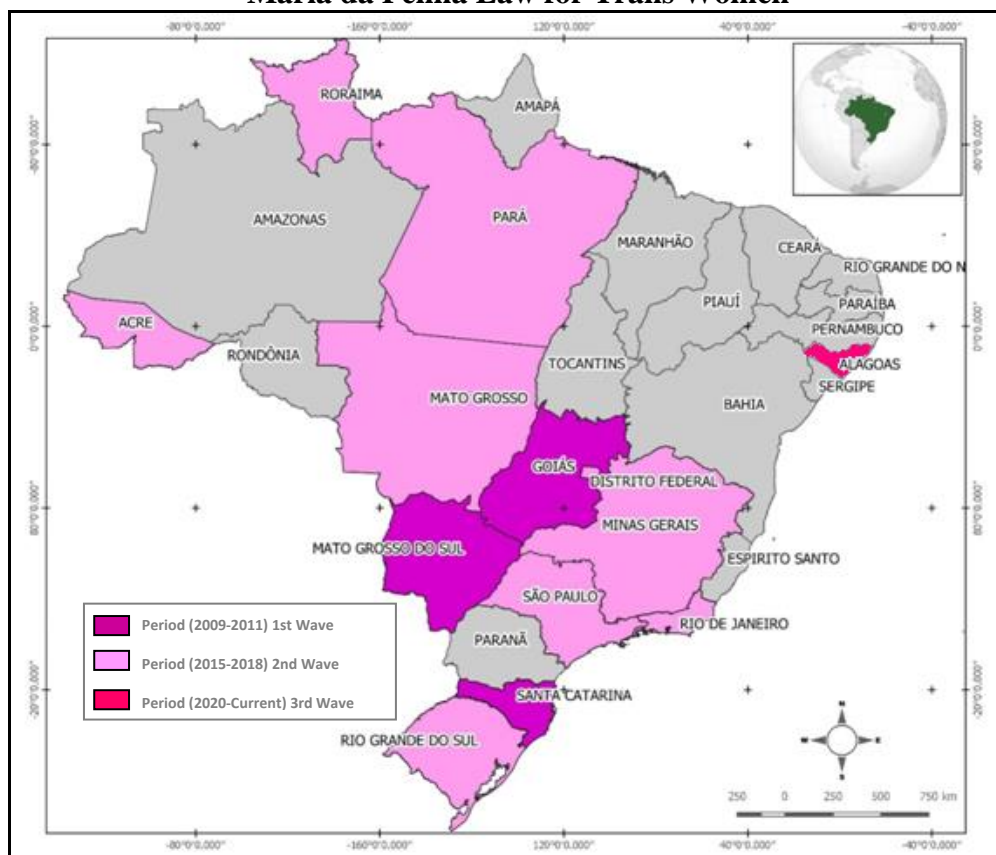 Maria da Penha Law for Trans Women
-80°0'0.000"
-160°0'0.000"
120°0'0.000"
40°0'0.000"
-40°0'0.000"
RORAIMA
AMAPÁ
-80°0'0.000"
-80°0'0.000"
AMAZONAS
PARÁ
MARANHÃO
CEARÁ
RIO GRANDE DO N
PIAUÍ
PARAÍBA
ACRE
0°0'0.000"
0°0'0.000"
PERNAMBUCO
RONDÔNIA
TOCANTINS
ALAGOAS
SERGIPE
MATO GROSSO
BAHIA
GOIÁS
DISTRITO FEDERAL
80°0'0.000"
80°0'0.000"
MINAS GERAIS
MATO GROSSO DO SUL
ESPIRITO SANTO
SÃO PAULO
RIO DE JANEIRO
Period (2009-2011) 1st Wave
PARANÃ
Period (2015-2018) 2nd Wave
Period (2020-Current) 3rd Wave
-20°0'0.000"
-20°0'0.000"
SANTA CATARINA
RIO GRANDE DO SUL
N
W
E
S
250 0 250 500 750 km
-80°0'0.000"
-160°0'0.000"
120°0'0.000"
-40°0'0.000"
-40°0'0.000"